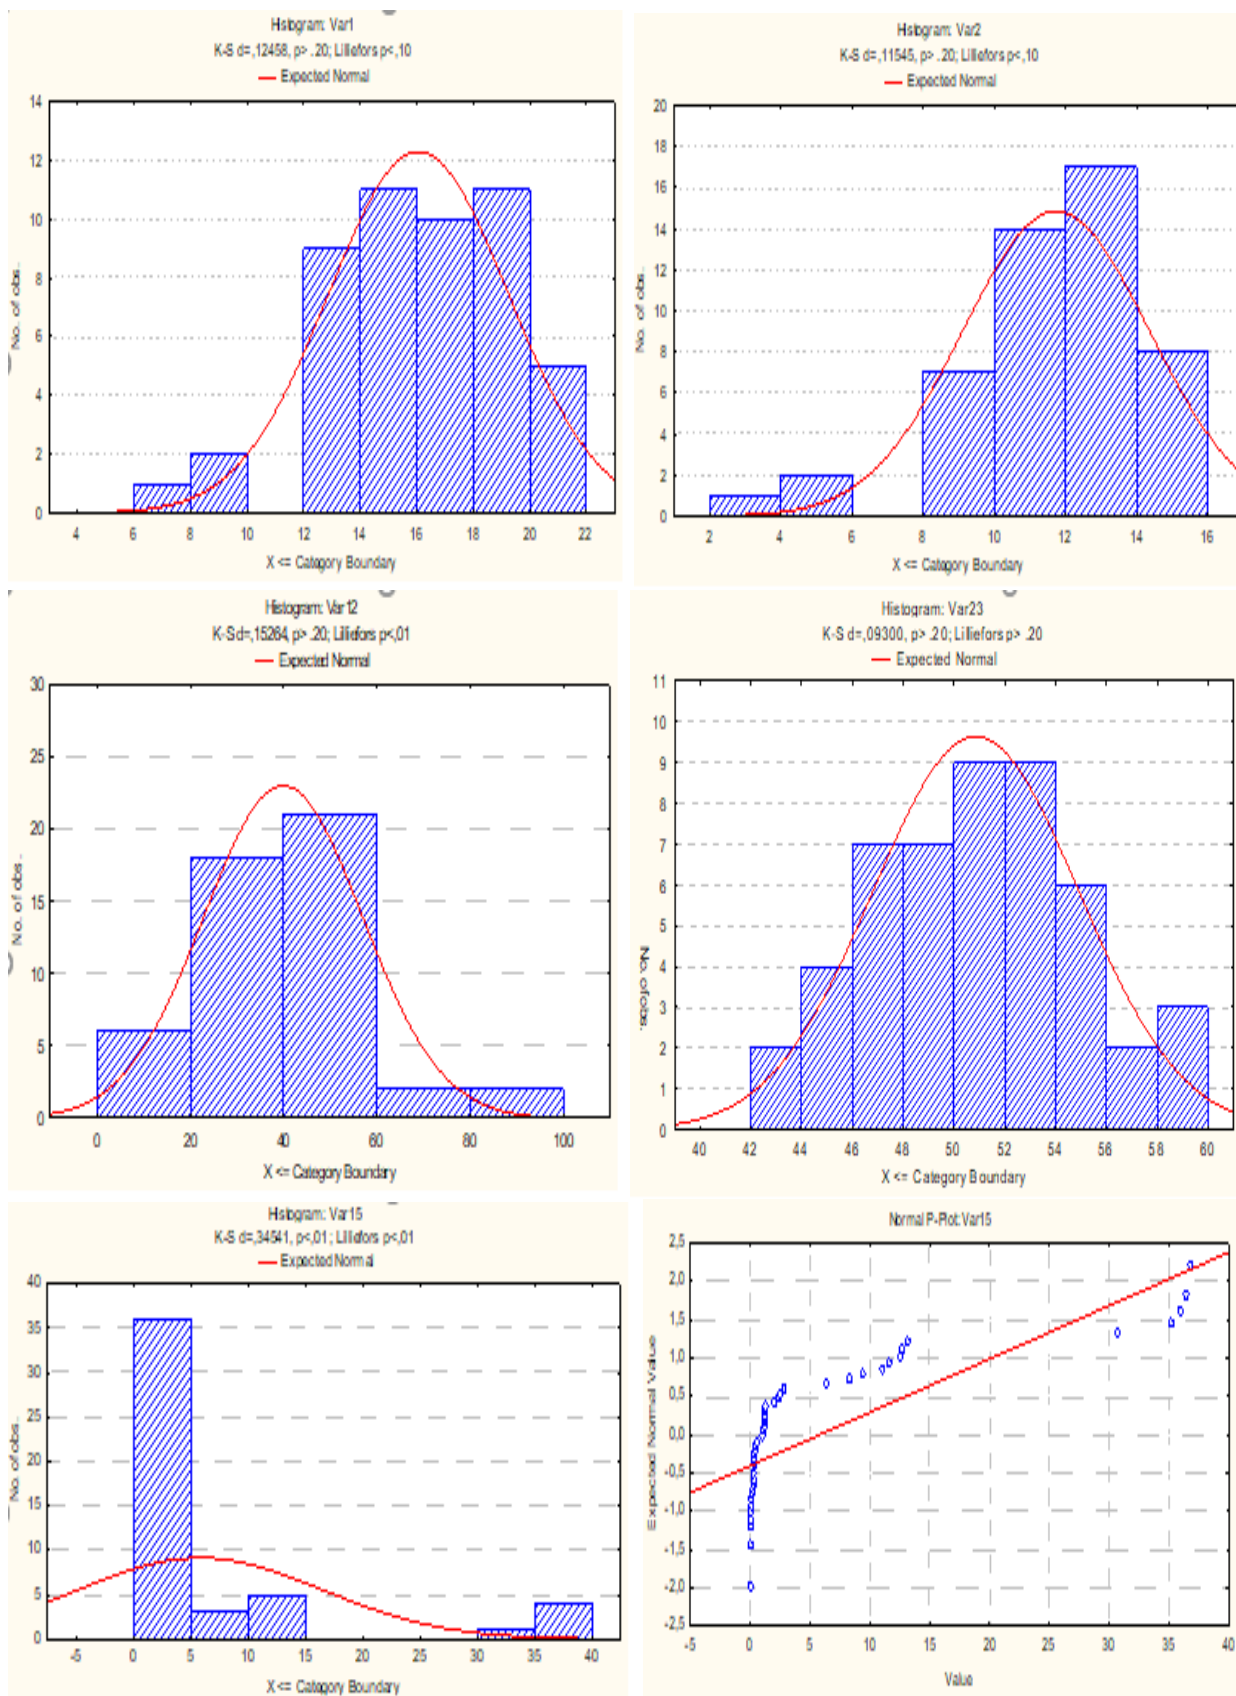 Histogram: Var1
K-S d=,12458, p> .20; Lilliefors p<,10
Expected Normal
14
12
10
8
6
4
2
0
No. of obs.
4 6 8 10 12 14 16 18 20 22
X <= Category Boundary
Histogram: Var2
K-S d=,11545, p> .20; Lilliefors p<,10
Expected Normal
20
18
16
14
12
10
8
6
4
2
0
No. of obs.
2 4 6 8 10 12 14 16
X <= Category Boundary
Histogram: Var12
K-S d=,15264, p> .20; Lilliefors p<,01
Expected Normal
30
25
20
15
10
5
0
No. of obs.
0 20 40 60 80 100
X <= Category Boundary
Histogram: Var23
K-S d=,09300, p> .20; Lilliefors p> .20
Expected Normal
11
10
9
8
7
6
5
4
3
2
1
0
No. of obs.
40 42 44 46 48 50 52 54 56 58 60
X <= Category Boundary
Histogram: Var15
K-S d=,34541, p<,01; Lilliefors p<,01
Expected Normal
40
35
30
25
20
15
10
5
0
No. of obs.
-5 0 5 10 15 20 25 30 35 40
X <= Category Boundary
Normal P-Plot: Var15
2,5
2,0
1,5
1,0
0,5
0,0
-0,5
-1,0
-1,5
-2,0
-2,5
Expected Normal Value
-5 0 5 10 15 20 25 30 35 40
Value